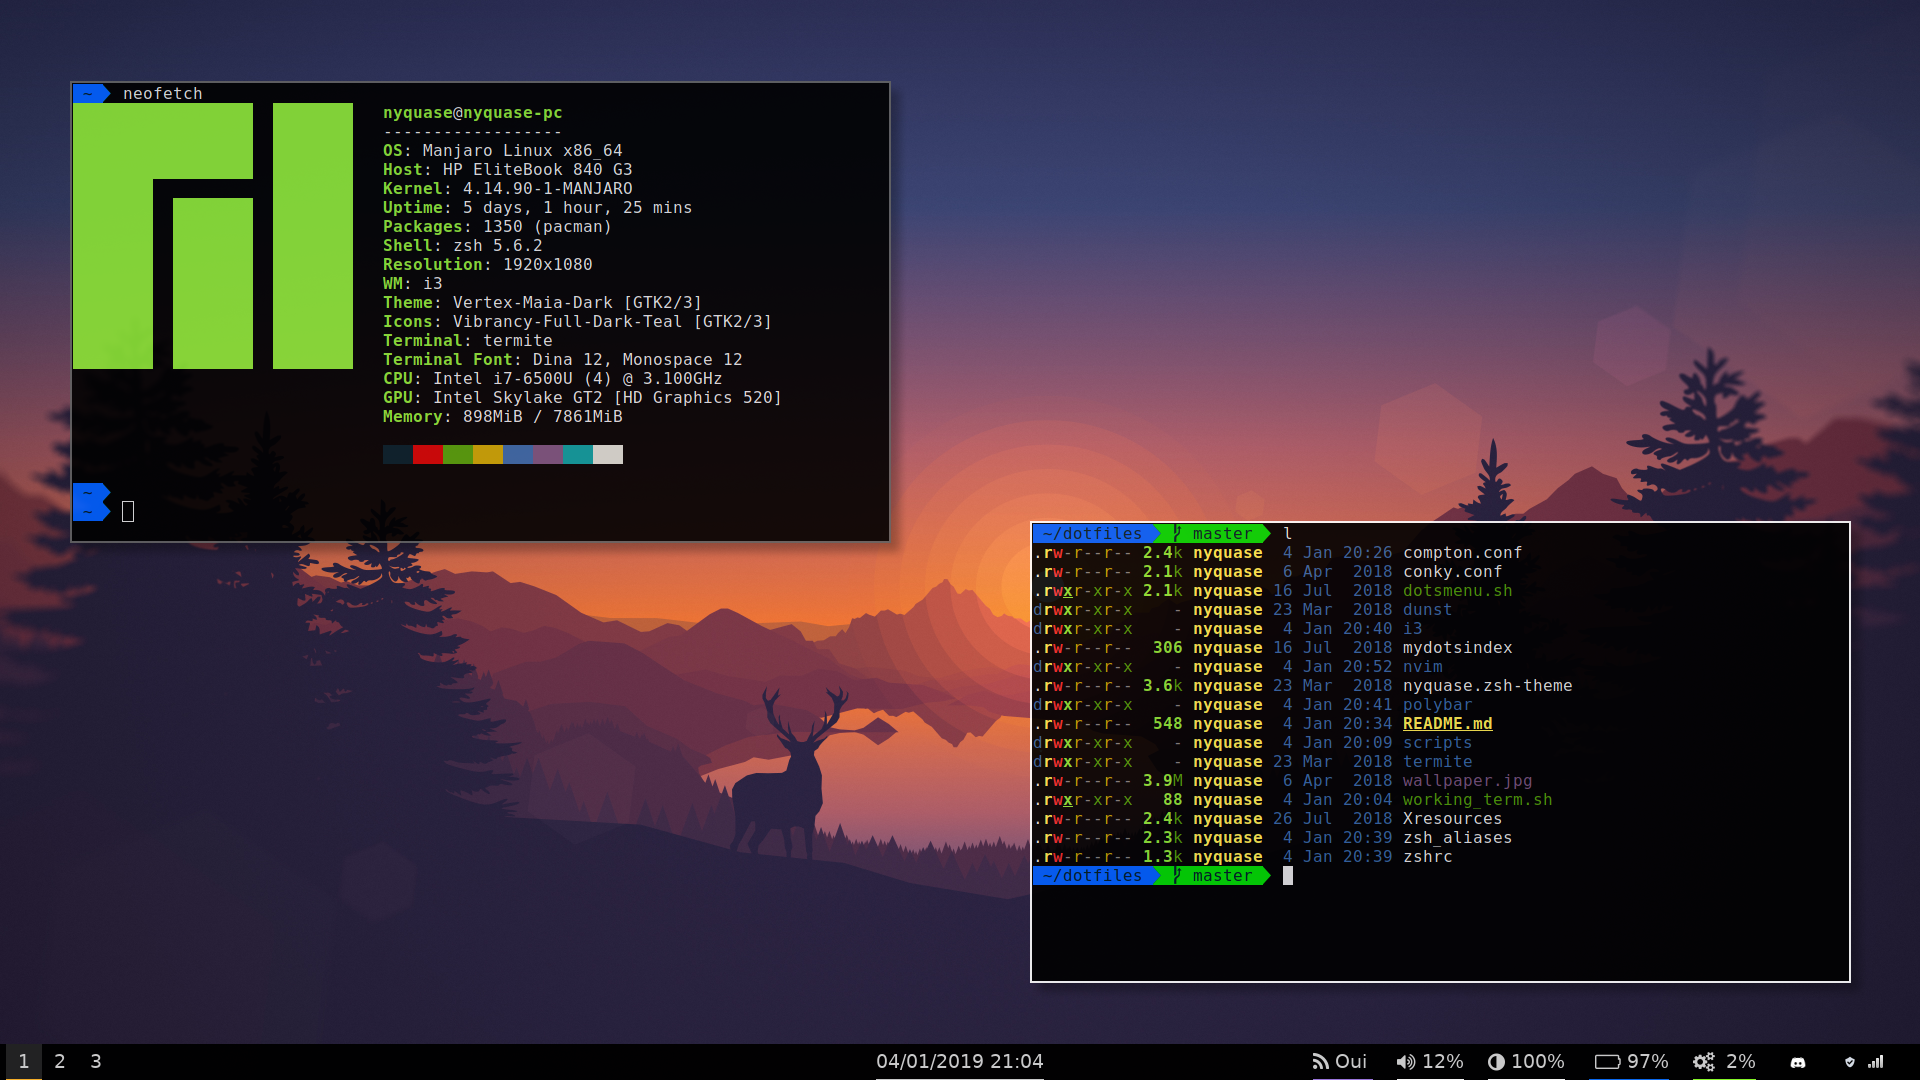 ~ neofetch
nyquase@nyquase-pc
------------------
OS: Manjaro Linux x86_64
Host: HP EliteBook 840 G3
Kernel: 4.14.90-1-MANJARO
Uptime: 5 days, 1 hour, 25 mins
Packages: 1350 (pacman)
Shell: zsh 5.6.2
Resolution: 1920x1080
WM: i3
Theme: Vertex-Maia-Dark [GTK2/3]
Icons: Vibrancy-Full-Dark-Teal [GTK2/3]
Terminal: termite
Terminal Font: Dina 12, Monospace 12
CPU: Intel i7-6500U (4) @ 3.100GHz
GPU: Intel Skylake GT2 [HD Graphics 520]
Memory: 898MiB / 7861MiB
~
~
~/dotfiles master l
.rw-r--r-- 2.4k nyquase 4 Jan 20:26 compton.conf
.rw-r--r-- 2.1k nyquase 6 Apr 2018 conky.conf
.rwxr-xr-x 2.1k nyquase 16 Jul 2018 dotsmenu.sh
drwxr-xr-x - nyquase 23 Mar 2018 dunst
drwxr-xr-x - nyquase 4 Jan 20:40 i3
.rw-r--r-- 306 nyquase 16 Jul 2018 mydotsindex
drwxr-xr-x - nyquase 4 Jan 20:52 nvim
.rw-r--r-- 3.6k nyquase 23 Mar 2018 nyquase.zsh-theme
drwxr-xr-x - nyquase 4 Jan 20:41 polybar
.rw-r--r-- 548 nyquase 4 Jan 20:34 README.md
drwxr-xr-x - nyquase 4 Jan 20:09 scripts
drwxr-xr-x - nyquase 23 Mar 2018 termite
.rw-r--r-- 3.9M nyquase 6 Apr 2018 wallpaper.jpg
.rwxr-xr-x 88 nyquase 4 Jan 20:04 working_term.sh
.rw-r--r-- 2.4k nyquase 26 Jul 2018 Xresources
.rw-r--r-- 2.3k nyquase 4 Jan 20:39 zsh_aliases
.rw-r--r-- 1.3k nyquase 4 Jan 20:39 zshrc
~/dotfiles master
1 2 3 04/01/2019 21:04 Oui 12% 100% 97% 2%